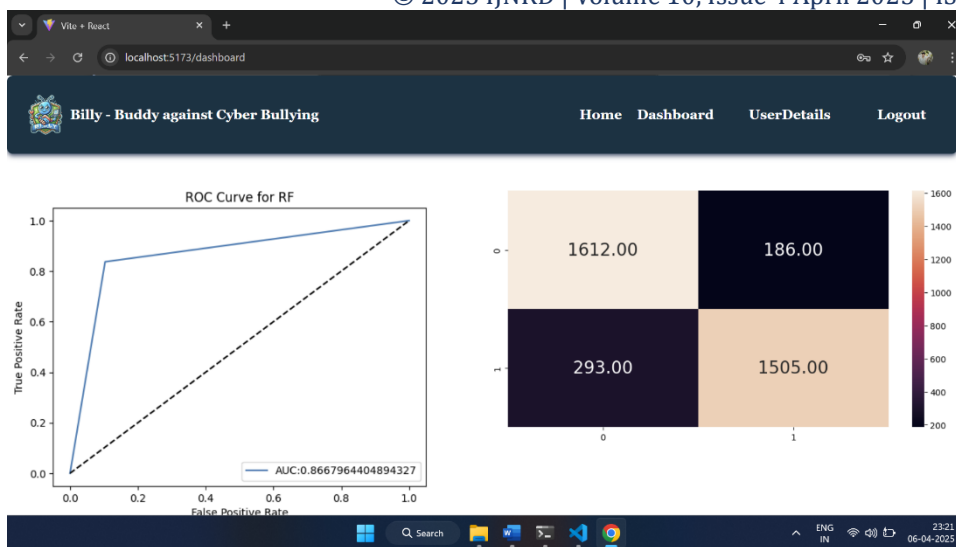 © 2025 IJNRD | Volume 10, Issue 4 April 2025 |
Vite + React
localhost:5173/dashboard
Billy - Buddy against Cyber Bullying
Home Dashboard UserDetails Logout
ROC Curve for RF
True Positive Rate
1.0
0.8
0.6
0.4
0.2
0.0
0.0 0.2 0.4 0.6 0.8 1.0
False Positive Rate
AUC:0.8667964404894327
0
1
1612.00 186.00
293.00 1505.00
0 1
1600
1400
1200
1000
800
600
400
200
Search
ENG
IN
23:21
06-04-2025